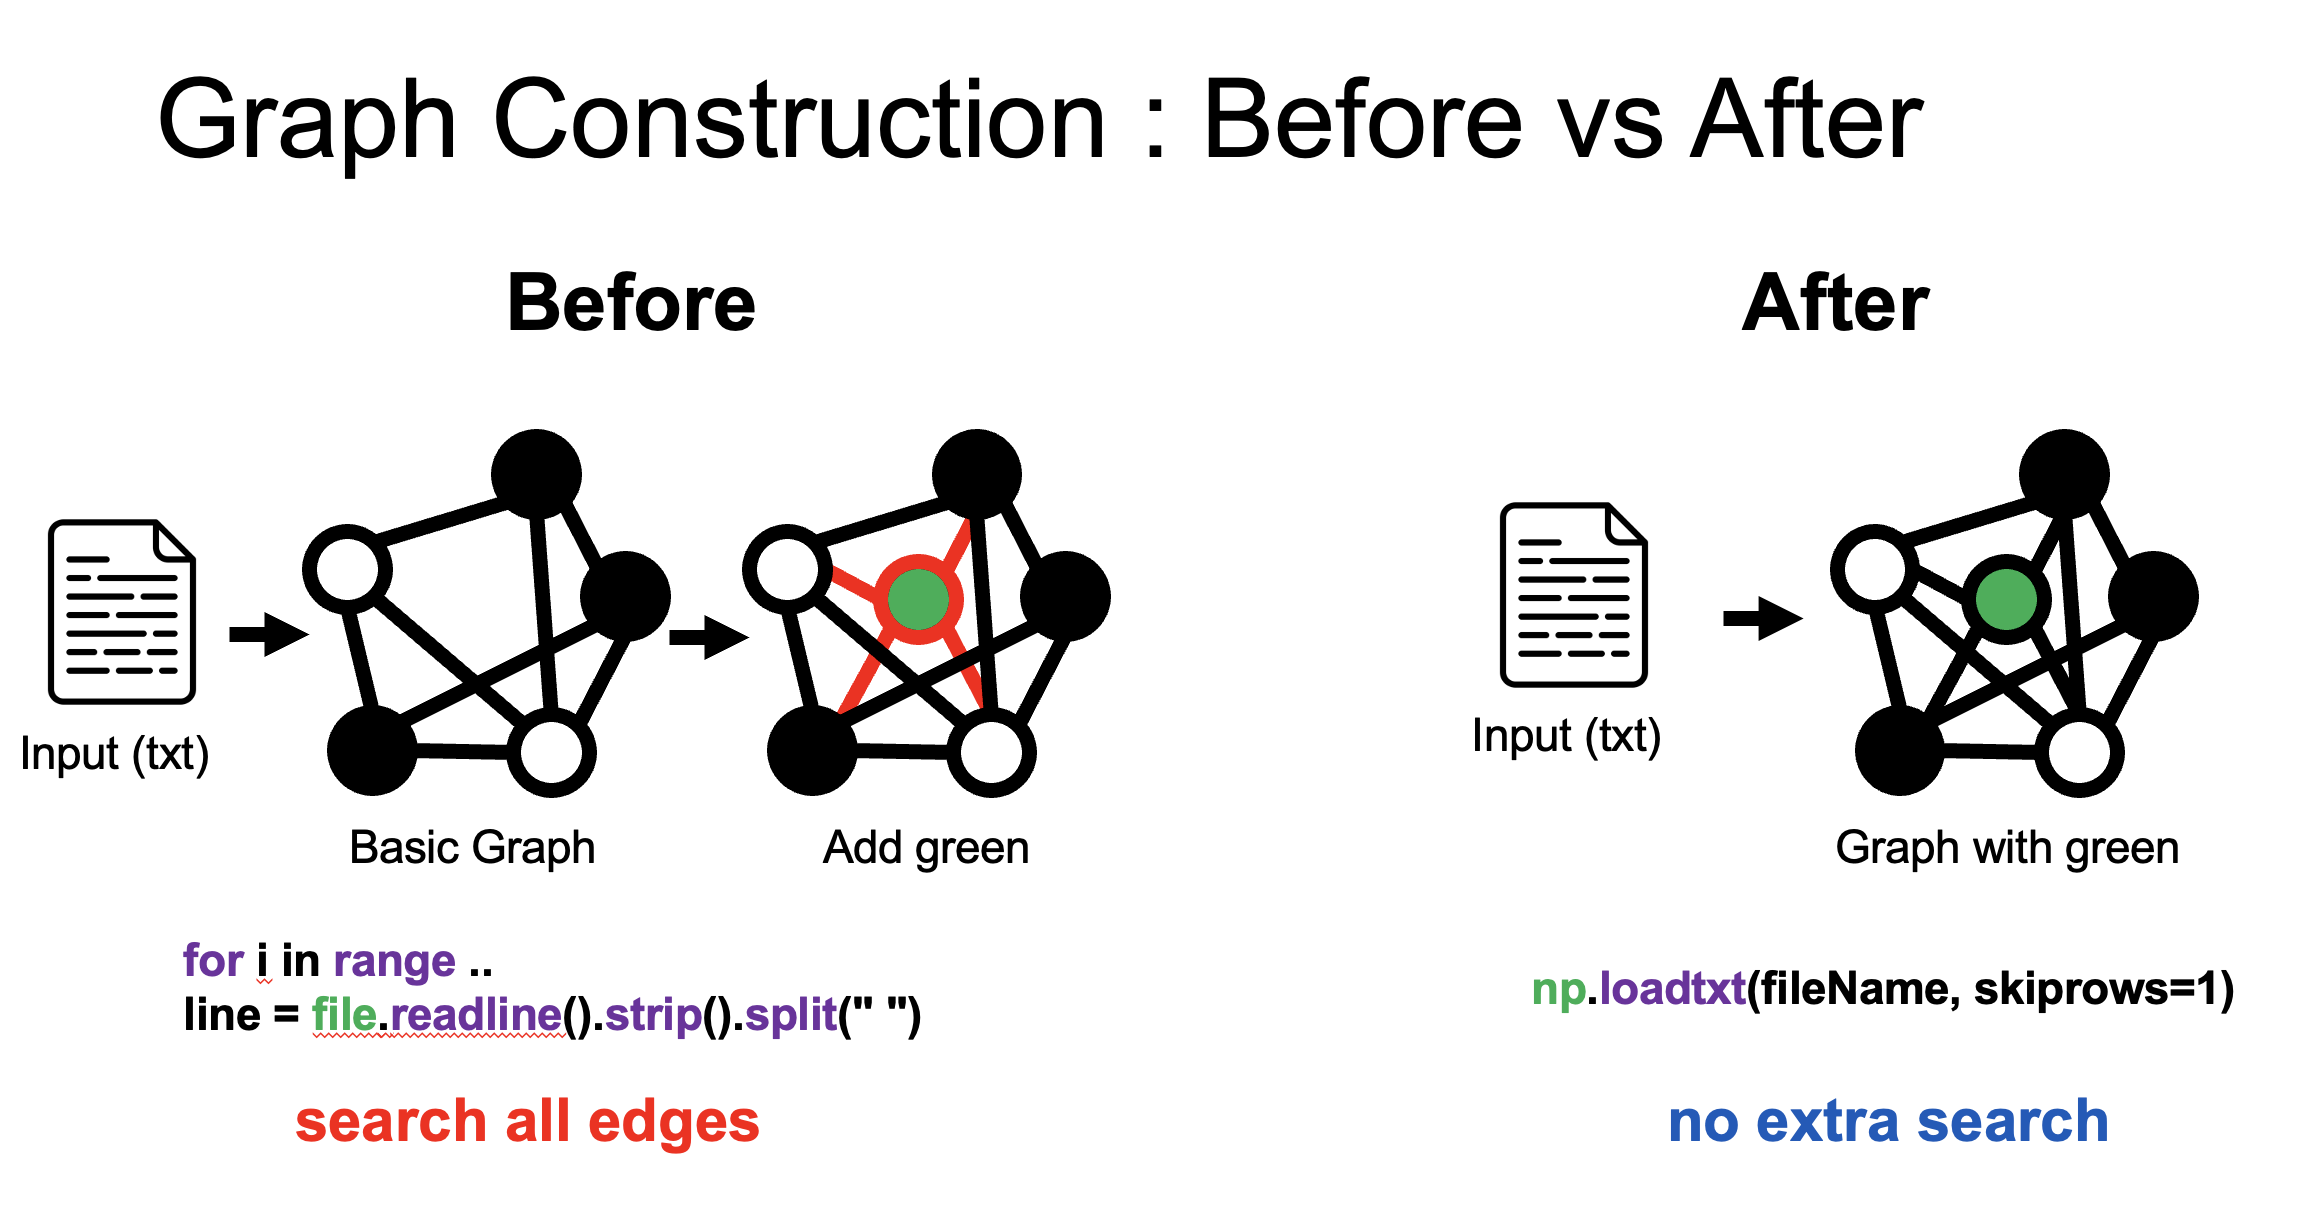 Graph Construction : Before vs After
Before
Input (txt)
Basic Graph
Add green
for i in range ..
line = file.readline().strip().split(" ")
search all edges
After
Input (txt)
Graph with green
np.loadtxt(fileName, skiprows=1)
no extra search